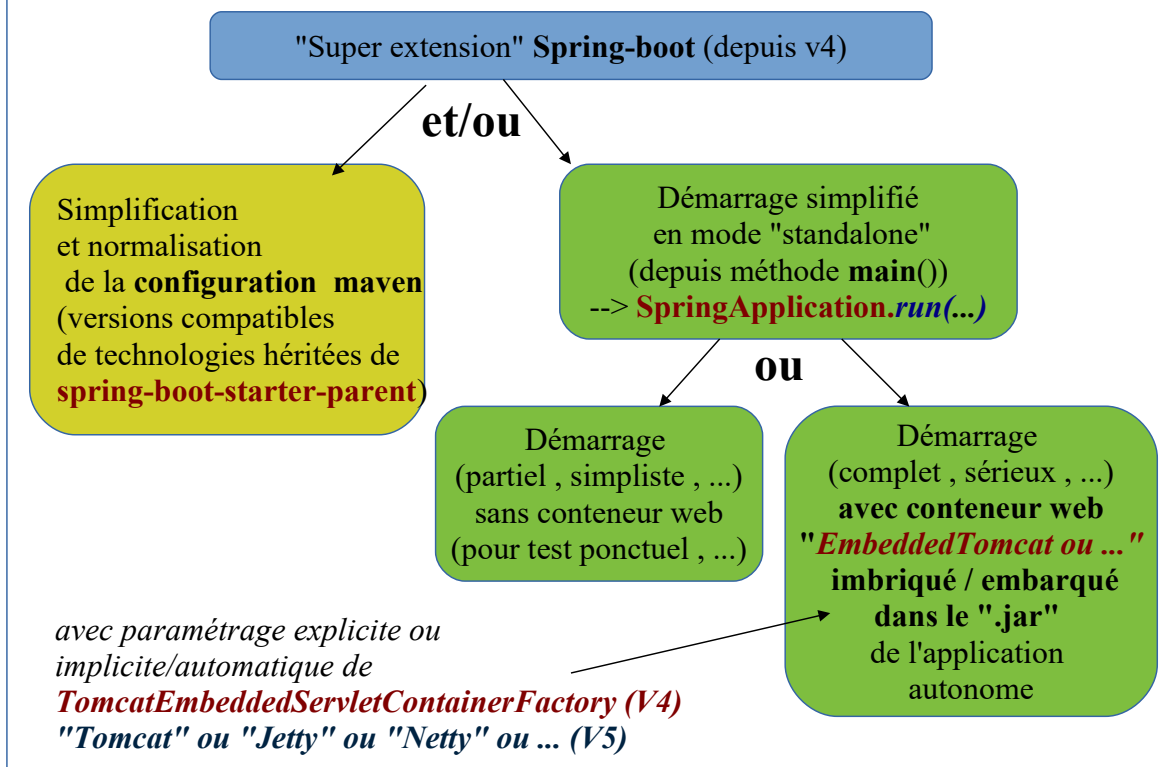 "Super extension" Spring-boot (depuis v4)
et/ou
Simplification
et normalisation
de la configuration maven
(versions compatibles
de technologies héritées de
spring-boot-starter-parent)
Démarrage simplifié
en mode "standalone"
(depuis méthode main())
--> SpringApplication.run(...)
ou
Démarrage
(partiel , simpliste , ...)
sans conteneur web
(pour test ponctuel , ...)
Démarrage
(complet , sérieux , ...)
avec conteneur web
"EmbeddedTomcat ou ..."
imbriqué / embarqué
dans le ".jar"
de l'application
autonome
avec paramétrage explicite ou
implicite/automatique de
TomcatEmbeddedServletContainerFactory (V4)
"Tomcat" ou "Jetty" ou "Netty" ou ... (V5)